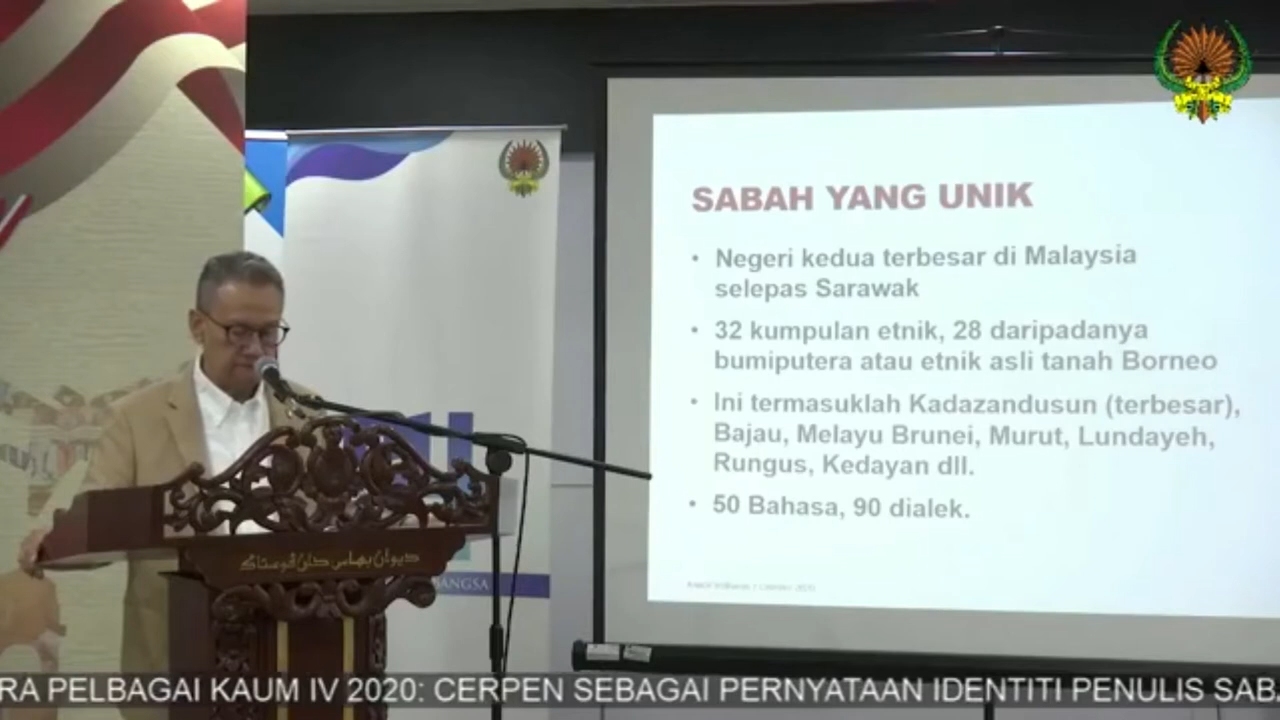 SABAH YANG UNIK
• Negeri kedua terbesar di Malaysia
selepas Sarawak
• 32 kumpulan etnik, 28 daripadanya
bumiputera atau etnik asli tanah Borneo
• Ini termasuklah Kadazandusun (terbesar),
Bajau, Melayu Brunei, Murut, Lundayeh,
Rungus, Kedayan dll.
• 50 Bahasa, 90 dialek.
ديوان بهاس دان ڤوستاک
BANGSA
RA PELBAGAI KAUM IV 2020: CERPEN SEBAGAI PERNYATAAN IDENTITI PENULIS SAB